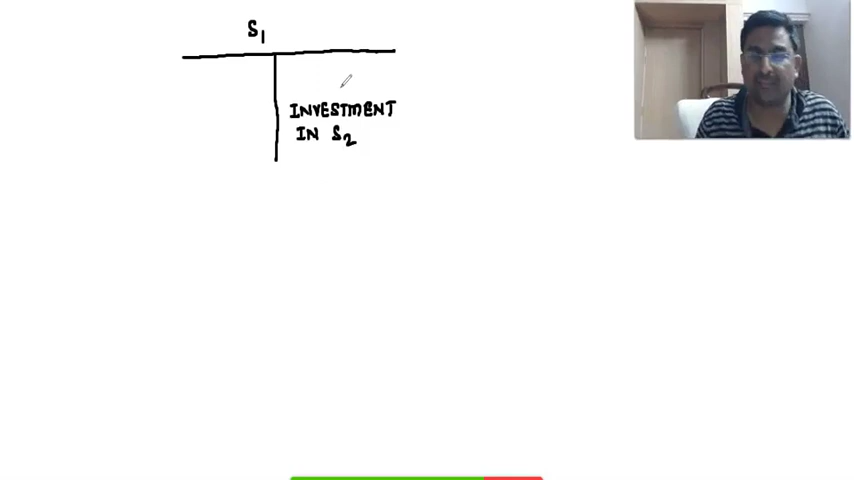 S1
INVESTMENT
IN S2